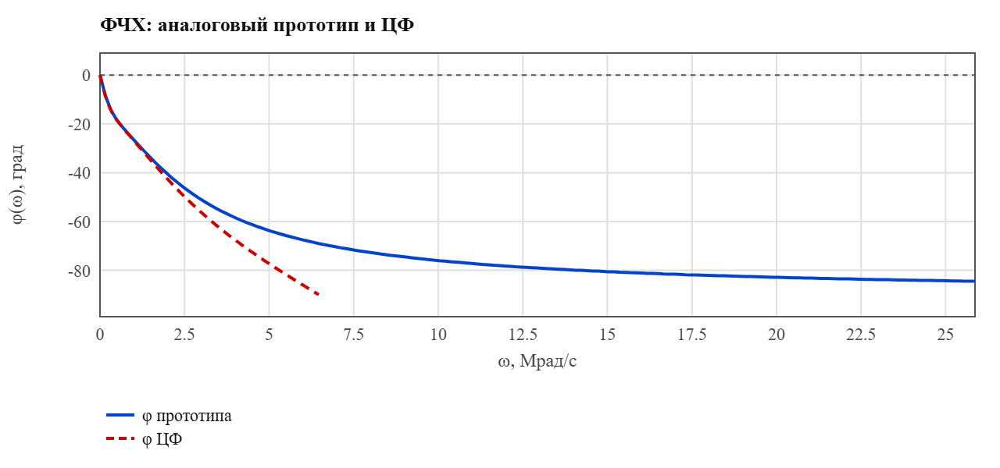 ФЧХ: аналоговый прототип и ЦФ
φ(ω), град
0
-20
-40
-60
-80
0 2.5 5 7.5 10 12.5 15 17.5 20 22.5 25
ω, Мрад/с
φ прототипа
φ ЦФ